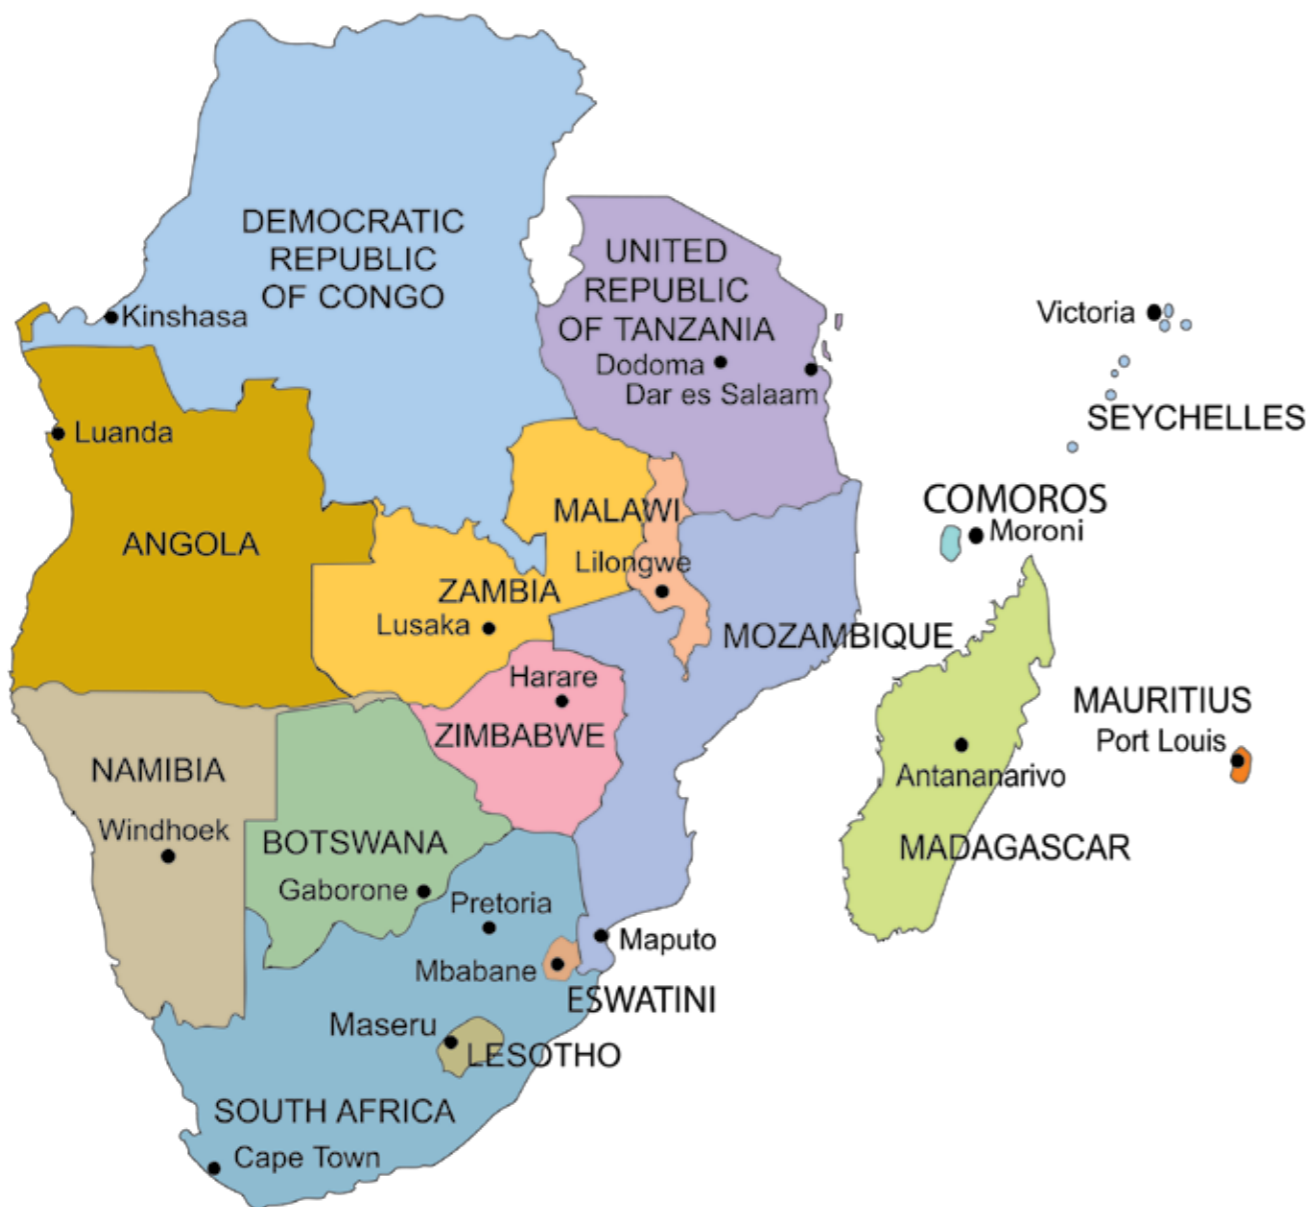 DEMOCRATIC
REPUBLIC
OF CONGO
Kinshasa
UNITED
REPUBLIC
OF TANZANIA
Dodoma
Dar es Salaam
Victoria
SEYCHELLES
Luanda
ANGOLA
MALAWI
Lilongwe
ZAMBIA
Lusaka
COMOROS
Moroni
MOZAMBIQUE
Harare
ZIMBABWE
MAURITIUS
Port Louis
Antananarivo
MADAGASCAR
NAMIBIA
Windhoek
BOTSWANA
Gaborone
Pretoria
Maputo
Mbabane
ESWATINI
Maseru
LESOTHO
SOUTH AFRICA
Cape Town